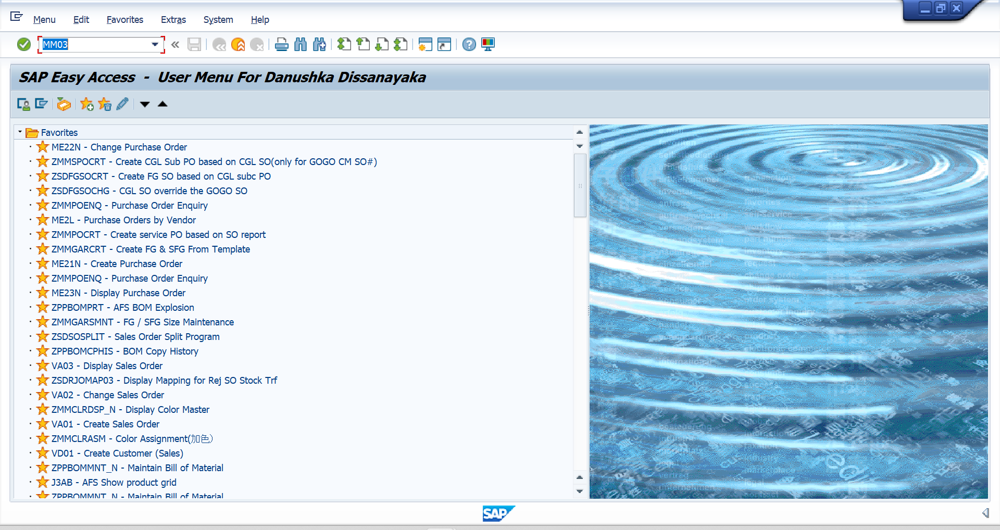 Menu Edit Favorites Extras System Help
MM03
SAP Easy Access - User Menu For Danushka Dissanayaka
Favorites
ME22N - Change Purchase Order
ZMMSPOCRT - Create CGL Sub PO based on CGL SO(only for GOGO CM SO#)
ZSDFGSOCRT - Create FG SO based on CGL subc PO
ZSDFGSOCHG - CGL SO override the GOGO SO
ZMMPOENQ - Purchase Order Enquiry
ME2L - Purchase Orders by Vendor
ZMMPOCRT - Create service PO based on SO report
ZMMGARCRT - Create FG & SFG From Template
ME21N - Create Purchase Order
ZMMPOENQ - Purchase Order Enquiry
ME23N - Display Purchase Order
ZPPBOMPRT - AFS BOM Explosion
ZMMGARSMNT - FG / SFG Size Maintenance
ZSDSOSPLIT - Sales Order Split Program
ZPPBOMCPHIS - BOM Copy History
VA03 - Display Sales Order
ZSDRJOMAP03 - Display Mapping for Rej SO Stock Trf
VA02 - Change Sales Order
ZMMCLRDSP_N - Display Color Master
VA01 - Create Sales Order
ZMMCLRASM - Color Assignment(加色)
VD01 - Create Customer (Sales)
ZPPBOMMNT_N - Maintain Bill of Material
J3AB - AFS Show product grid
ZPPBOMMNT_N - Maintain Bill of Material
SAP